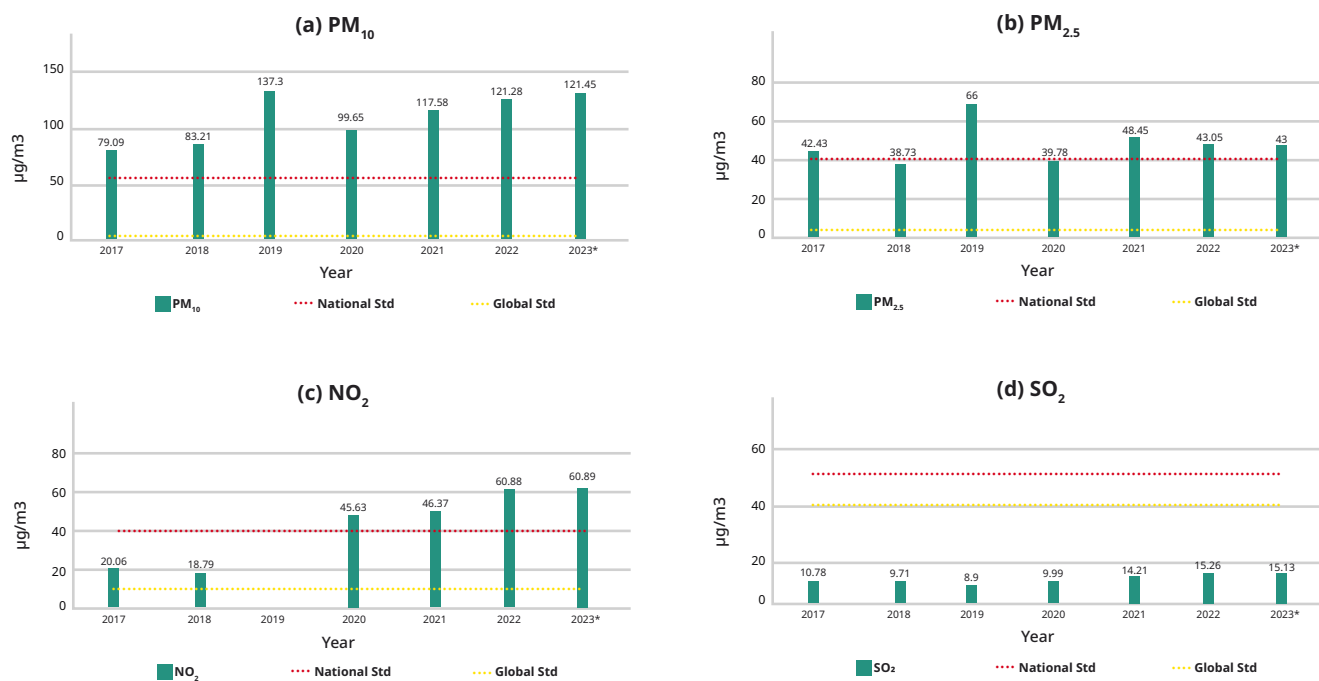 (a) PM10
150
100
50
0
µg/m3
79.09
83.21
137.3
99.65
117.58
121.28
121.45
2017 2018 2019 2020 2021 2022 2023*
Year
PM10 National Std Global Std
(b) PM2.5
80
60
40
20
0
µg/m3
42.43
38.73
66
39.78
48.45
43.05
43
2017 2018 2019 2020 2021 2022 2023*
Year
PM2.5 National Std Global Std
(c) NO2
80
60
40
20
0
µg/m3
20.06
18.79
45.63
46.37
60.88
60.89
2017 2018 2019 2020 2021 2022 2023*
Year
NO2 National Std Global Std
(d) SO2
60
40
20
0
µg/m3
10.78
9.71
8.9
9.99
14.21
15.26
15.13
2017 2018 2019 2020 2021 2022 2023*
Year
SO2 National Std Global Std